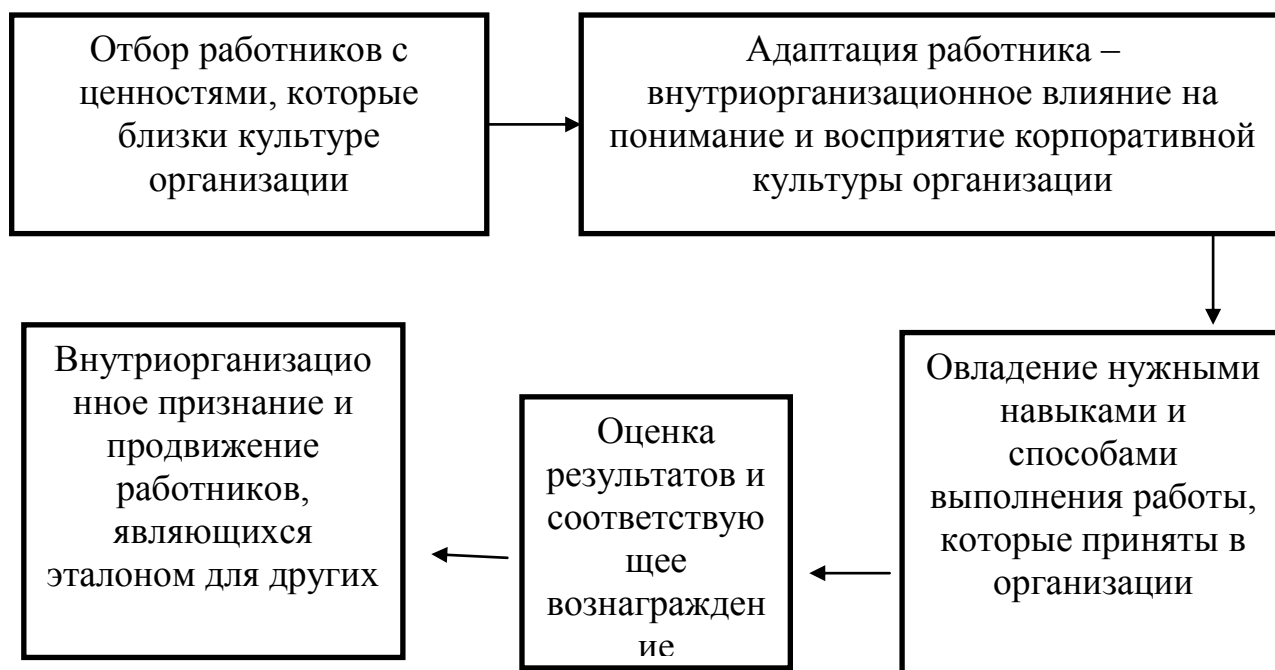 Отбор работников с
ценностями, которые
близки культуре
организации
Адаптация работника –
внутриорганизационное влияние на
понимание и восприятие корпоративной
культуры организации
Овладение нужными
навыками и
способами
выполнения работы,
которые приняты в
организации
Оценка
результатов и
соответствую
щее
вознагражден
ие
Внутриорганизацио
нное признание и
продвижение
работников,
являющихся
эталоном для других